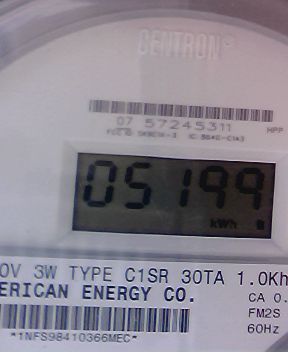 CENTRON®
07 57245311 HPP
05199
kWh
0V 3W TYPE C1SR 30TA 1.0Kh
ERICAN ENERGY CO. CA 0.
FM2S
*1NFS98410366MEC* 60Hz